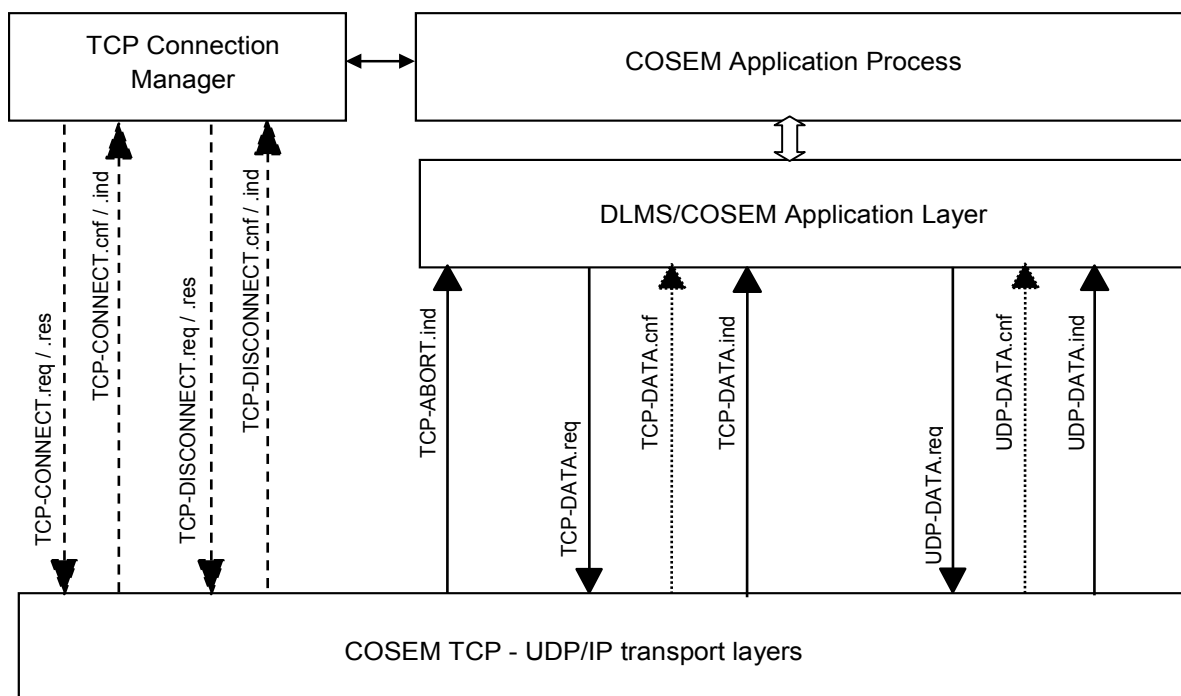 TCP Connection
Manager
COSEM Application Process
DLMS/COSEM Application Layer
TCP-CONNECT.req / .res
TCP-CONNECT.cnf / .ind
TCP-DISCONNECT.req / .res
TCP-DISCONNECT.cnf / .ind
TCP-ABORT.ind
TCP-DATA.req
TCP-DATA.cnf
TCP-DATA.ind
UDP-DATA.req
UDP-DATA.cnf
UDP-DATA.ind
COSEM TCP - UDP/IP transport layers